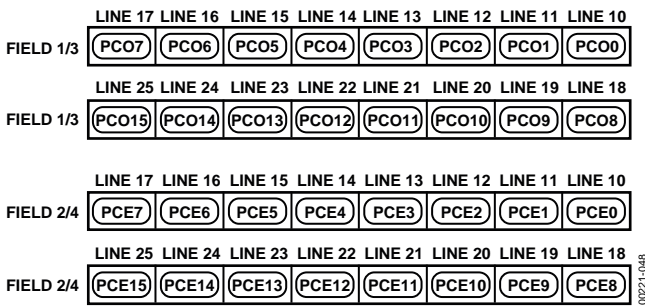 LINE 17 LINE 16 LINE 15 LINE 14 LINE 13 LINE 12 LINE 11 LINE 10
FIELD 1/3 PCO7 PCO6 PCO5 PCO4 PCO3 PCO2 PCO1 PCO0
LINE 25 LINE 24 LINE 23 LINE 22 LINE 21 LINE 20 LINE 19 LINE 18
FIELD 1/3 PCO15 PCO14 PCO13 PCO12 PCO11 PCO10 PCO9 PCO8
LINE 17 LINE 16 LINE 15 LINE 14 LINE 13 LINE 12 LINE 11 LINE 10
FIELD 2/4 PCE7 PCE6 PCE5 PCE4 PCE3 PCE2 PCE1 PCE0
LINE 25 LINE 24 LINE 23 LINE 22 LINE 21 LINE 20 LINE 19 LINE 18
FIELD 2/4 PCE15 PCE14 PCE13 PCE12 PCE11 PCE10 PCE9 PCE8
00221-048